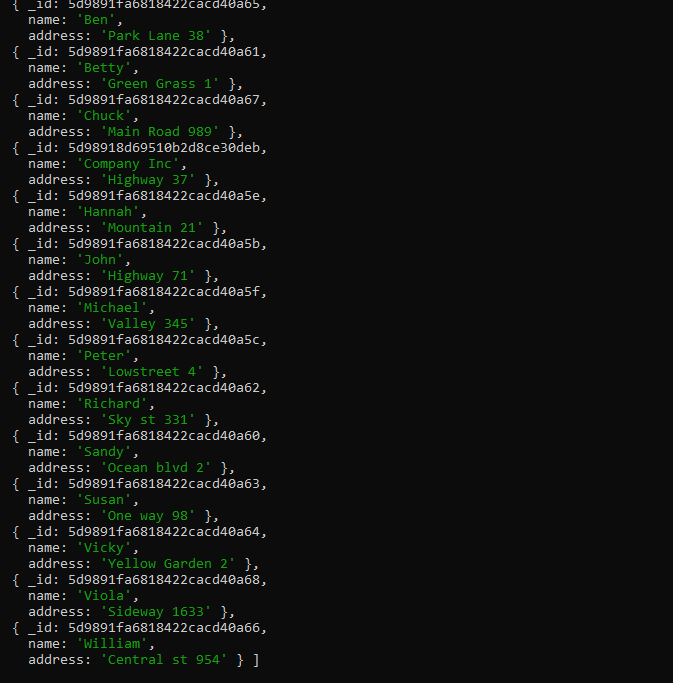 { _id: 5d9891fa6818422cacd40a65,
name: 'Ben',
address: 'Park Lane 38' },
{ _id: 5d9891fa6818422cacd40a61,
name: 'Betty',
address: 'Green Grass 1' },
{ _id: 5d9891fa6818422cacd40a67,
name: 'Chuck',
address: 'Main Road 989' },
{ _id: 5d98918d69510b2d8ce30deb,
name: 'Company Inc',
address: 'Highway 37' },
{ _id: 5d9891fa6818422cacd40a5e,
name: 'Hannah',
address: 'Mountain 21' },
{ _id: 5d9891fa6818422cacd40a5b,
name: 'John',
address: 'Highway 71' },
{ _id: 5d9891fa6818422cacd40a5f,
name: 'Michael',
address: 'Valley 345' },
{ _id: 5d9891fa6818422cacd40a5c,
name: 'Peter',
address: 'Lowstreet 4' },
{ _id: 5d9891fa6818422cacd40a62,
name: 'Richard',
address: 'Sky st 331' },
{ _id: 5d9891fa6818422cacd40a60,
name: 'Sandy',
address: 'Ocean blvd 2' },
{ _id: 5d9891fa6818422cacd40a63,
name: 'Susan',
address: 'One way 98' },
{ _id: 5d9891fa6818422cacd40a64,
name: 'Vicky',
address: 'Yellow Garden 2' },
{ _id: 5d9891fa6818422cacd40a68,
name: 'Viola',
address: 'Sideway 1633' },
{ _id: 5d9891fa6818422cacd40a66,
name: 'William',
address: 'Central st 954' } ]